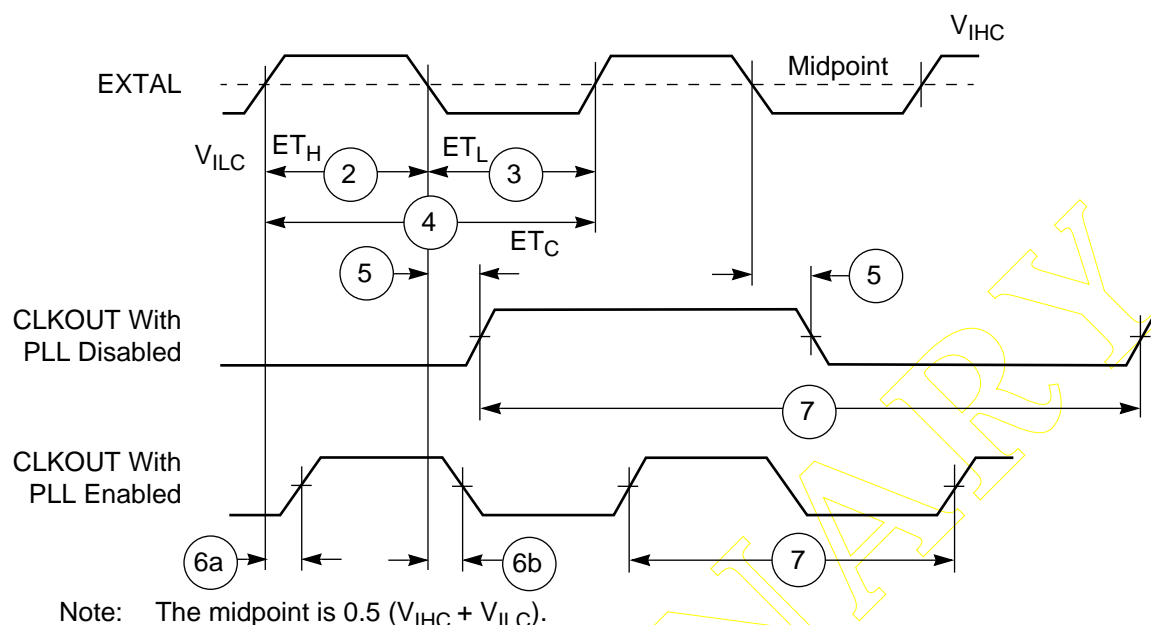 V_IHC
EXTAL
Midpoint
V_ILC
ET_H
2
ET_L
3
4
ET_C
5
5
CLKOUT With
PLL Disabled
7
CLKOUT With
PLL Enabled
6a
6b
7
Note: The midpoint is 0.5 (V_IHC + V_ILC).
NARY